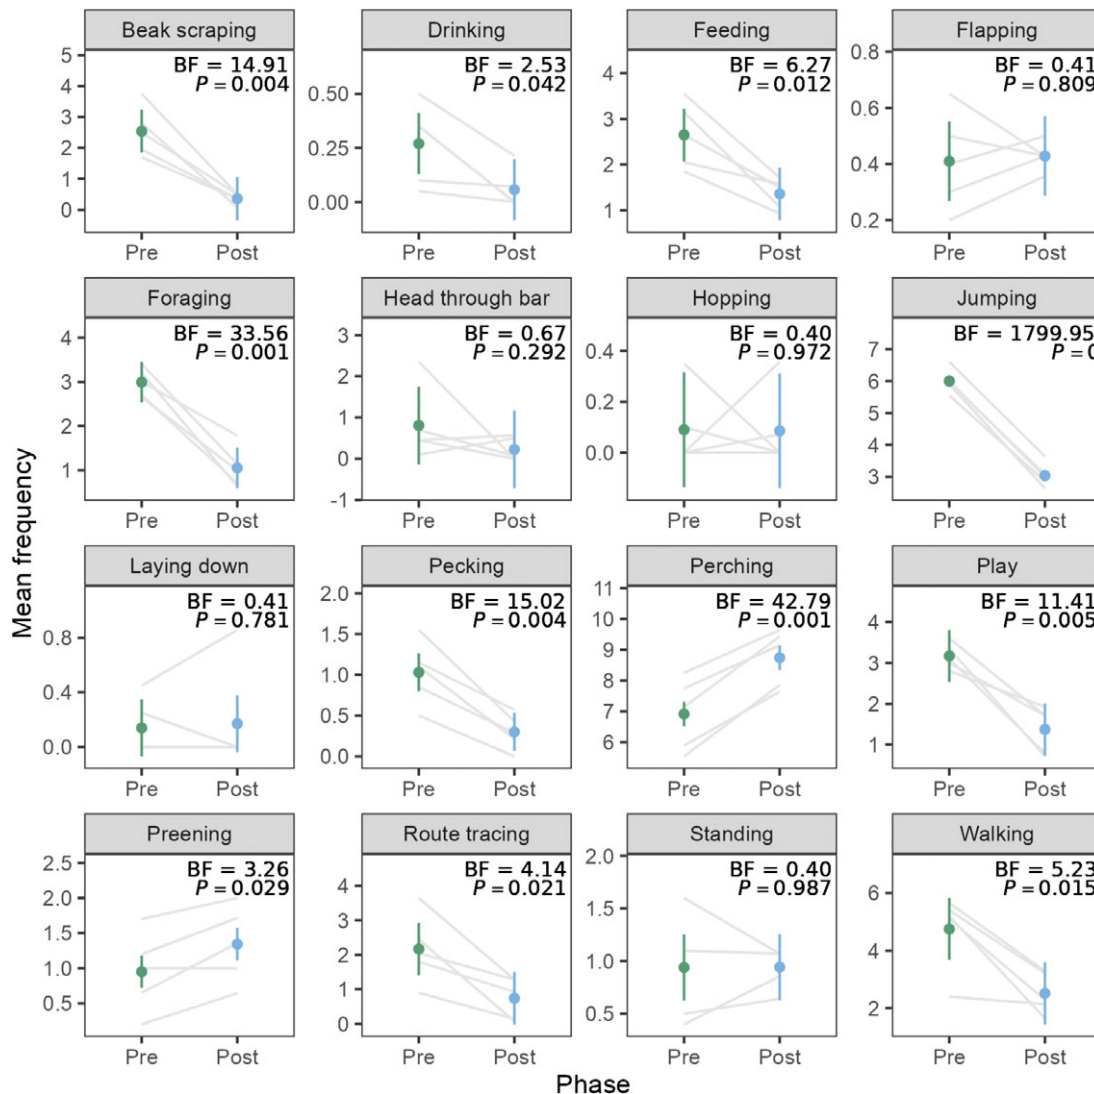 Beak scraping
BF = 14.91
P = 0.004
5
4
3
2
1
0
Pre Post
Drinking
BF = 2.53
P = 0.042
0.50
0.25
0.00
Pre Post
Feeding
BF = 6.27
P = 0.012
4
3
2
1
Pre Post
Flapping
BF = 0.41
P = 0.809
0.8
0.6
0.4
0.2
Pre Post
Foraging
BF = 33.56
P = 0.001
4
3
2
1
Pre Post
Head through bar
BF = 0.67
P = 0.292
3
2
1
0
-1
Pre Post
Hopping
BF = 0.40
P = 0.972
0.4
0.2
0.0
Pre Post
Jumping
BF = 1799.95
P = 0
7
6
5
4
3
Pre Post
Laying down
BF = 0.41
P = 0.781
0.8
0.4
0.0
Pre Post
Pecking
BF = 15.02
P = 0.004
2.0
1.5
1.0
0.5
0.0
Pre Post
Perching
BF = 42.79
P = 0.001
11
10
9
8
7
6
Pre Post
Play
BF = 11.41
P = 0.005
4
3
2
1
Pre Post
Preening
BF = 3.26
P = 0.029
2.5
2.0
1.5
1.0
0.5
Pre Post
Route tracing
BF = 4.14
P = 0.021
4
3
2
1
0
Pre Post
Standing
BF = 0.40
P = 0.987
2.0
1.5
1.0
0.5
Pre Post
Walking
BF = 5.23
P = 0.015
6
4
2
Pre Post
Mean frequency
Phase